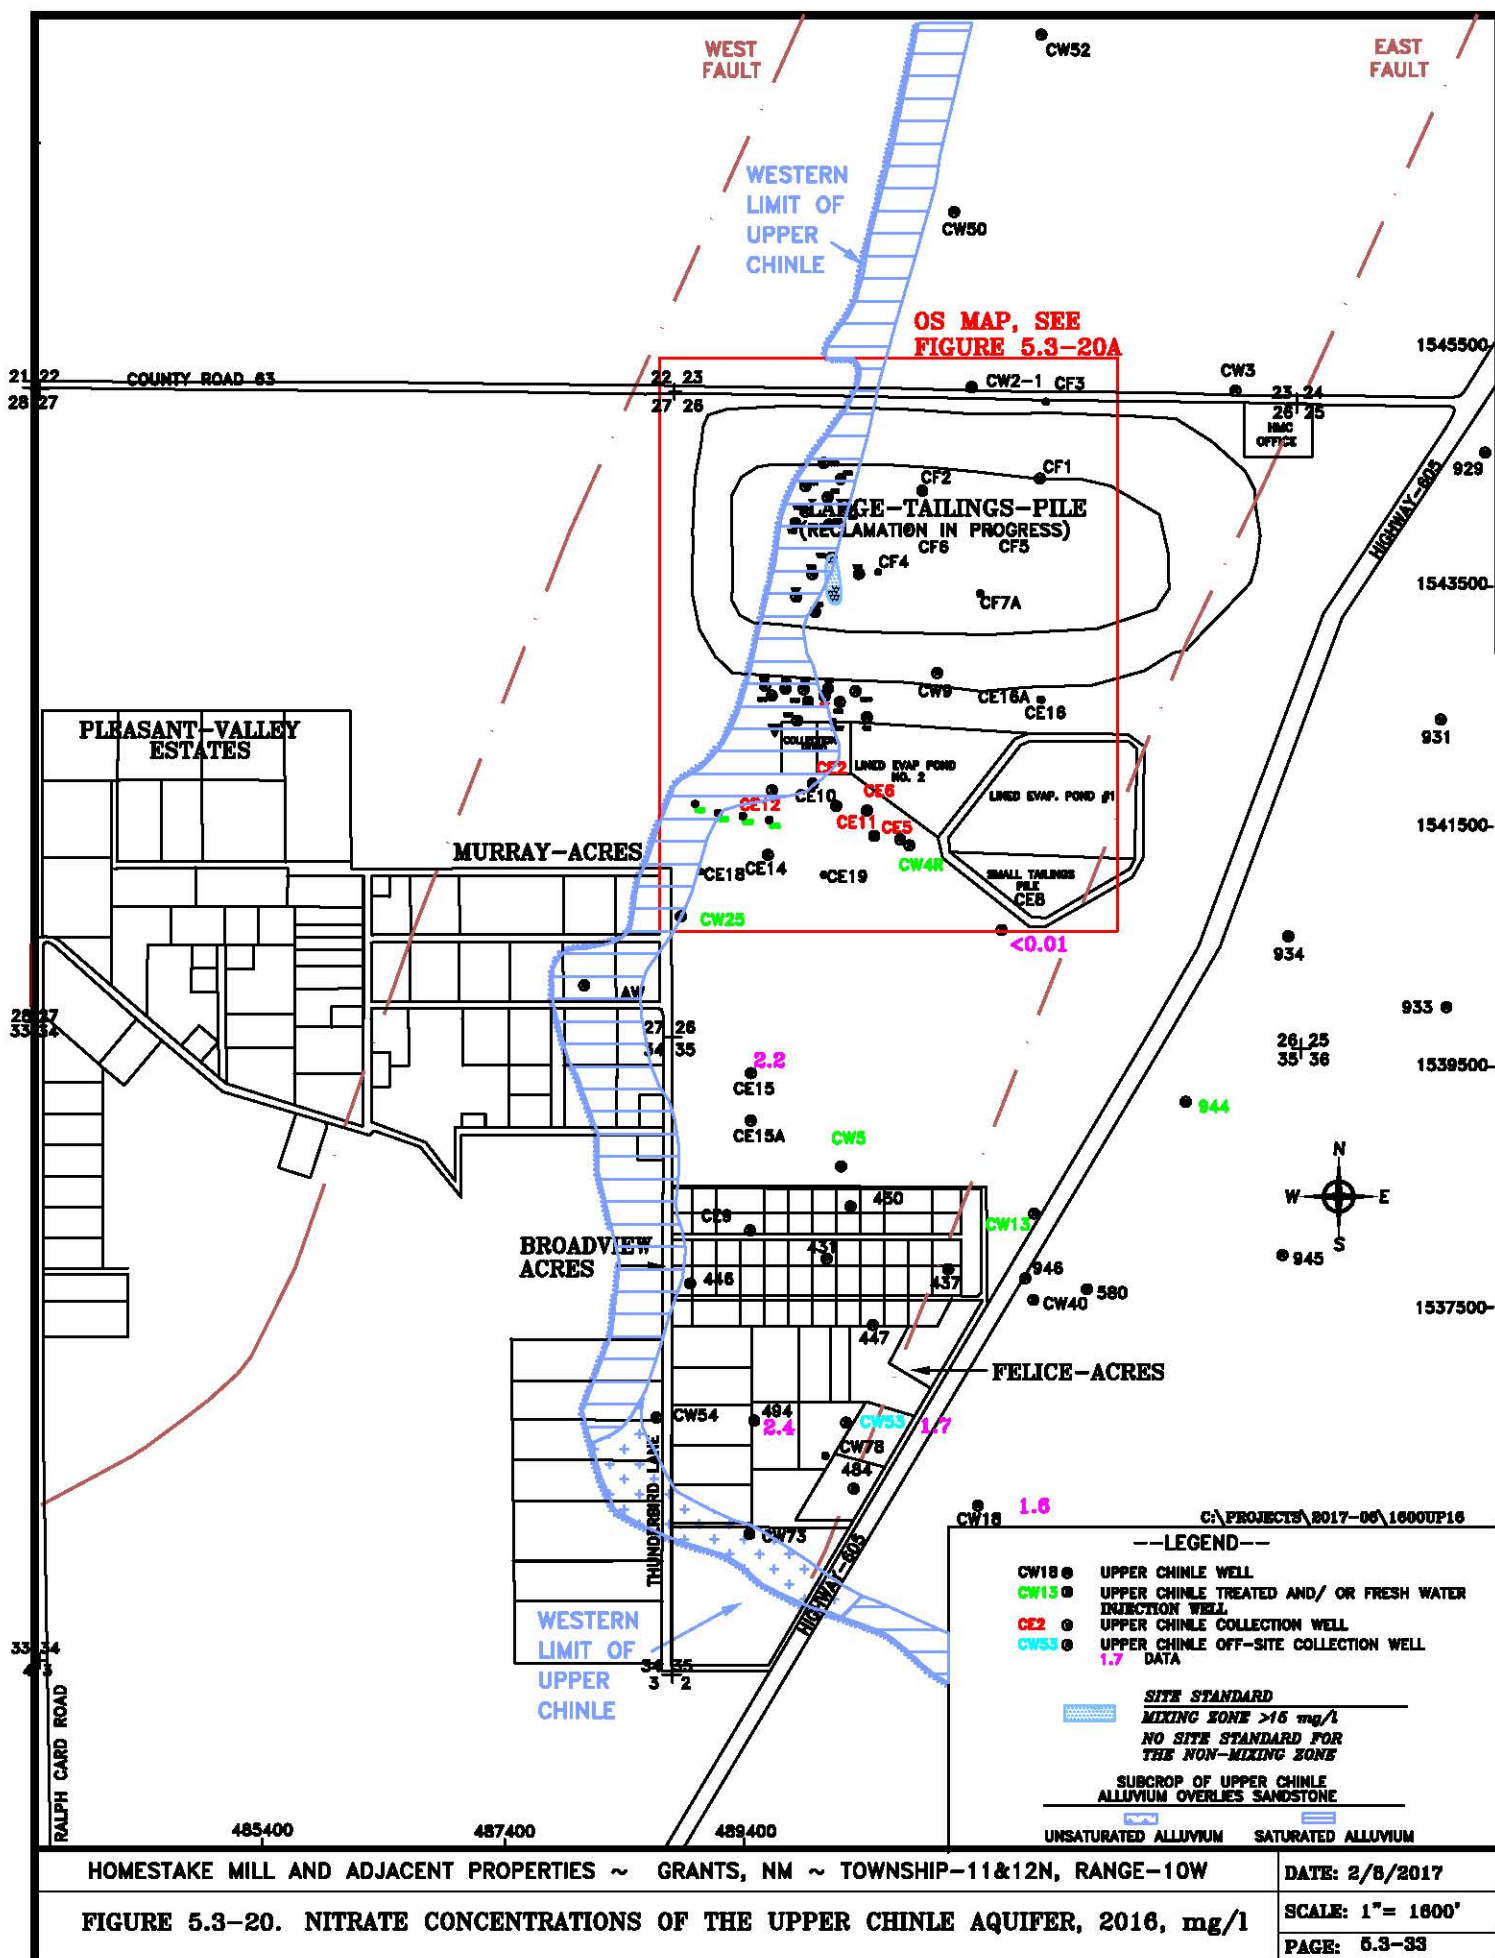 WEST
FAULT
EAST
FAULT
CW52
WESTERN
LIMIT OF
UPPER
CHINLE
CW50
OS MAP, SEE
FIGURE 5.3-20A
1545500
21 22
28 27
COUNTY ROAD 63
22 23
27 26
CW2-1
CF3
CW3
23 24
26 25
HMC
OFFICE
929
HIGHWAY-605
CF1
CF2
LARGE-TAILINGS-PILE
(RECLAMATION IN PROGRESS)
CF6
CF5
CF4
CF7A
1543500
CW9
CE16A
CE16
931
PLEASANT-VALLEY
ESTATES
LINED EVAP POND
NO. 2
LINED EVAP. POND #1
CE2
CE10
CE6
CE12
CE11
CE5
1541500
MURRAY-ACRES
CE14
CE18
CE19
CW4R
SMALL TAILINGS
PILE
CE8
CW25
<0.01
934
AW
933
28 27
33 34
27 26
34 35
26 25
35 36
2.2
CE15
1539500
944
CE15A
CW5
N
W E
S
450
CE9
CW13
431
BROADVIEW
ACRES
446
437
946
945
CW40
580
1537500
447
FELICE-ACRES
CW54
494
2.4
CW53
1.7
CW78
484
THUNDERBIRD LANE
CW18
1.6
CW73
HIGHWAY-605
C:\PROJECTS\2017-06\1600UP16
--LEGEND--
CW18 UPPER CHINLE WELL
CW13 UPPER CHINLE TREATED AND/ OR FRESH WATER
INJECTION WELL
CE2 UPPER CHINLE COLLECTION WELL
CW53 UPPER CHINLE OFF-SITE COLLECTION WELL
1.7 DATA
SITE STANDARD
MIXING ZONE >15 mg/l
NO SITE STANDARD FOR
THE NON-MIXING ZONE
SUBCROP OF UPPER CHINLE
ALLUVIUM OVERLIES SANDSTONE
UNSATURATED ALLUVIUM SATURATED ALLUVIUM
WESTERN
LIMIT OF
UPPER
CHINLE
33 34
4 3
34 35
3 2
RALPH CARD ROAD
485400
487400
489400
HOMESTAKE MILL AND ADJACENT PROPERTIES ~ GRANTS, NM ~ TOWNSHIP-11&12N, RANGE-10W
DATE: 2/8/2017
FIGURE 5.3-20. NITRATE CONCENTRATIONS OF THE UPPER CHINLE AQUIFER, 2016, mg/l
SCALE: 1"= 1600'
PAGE: 5.3-33